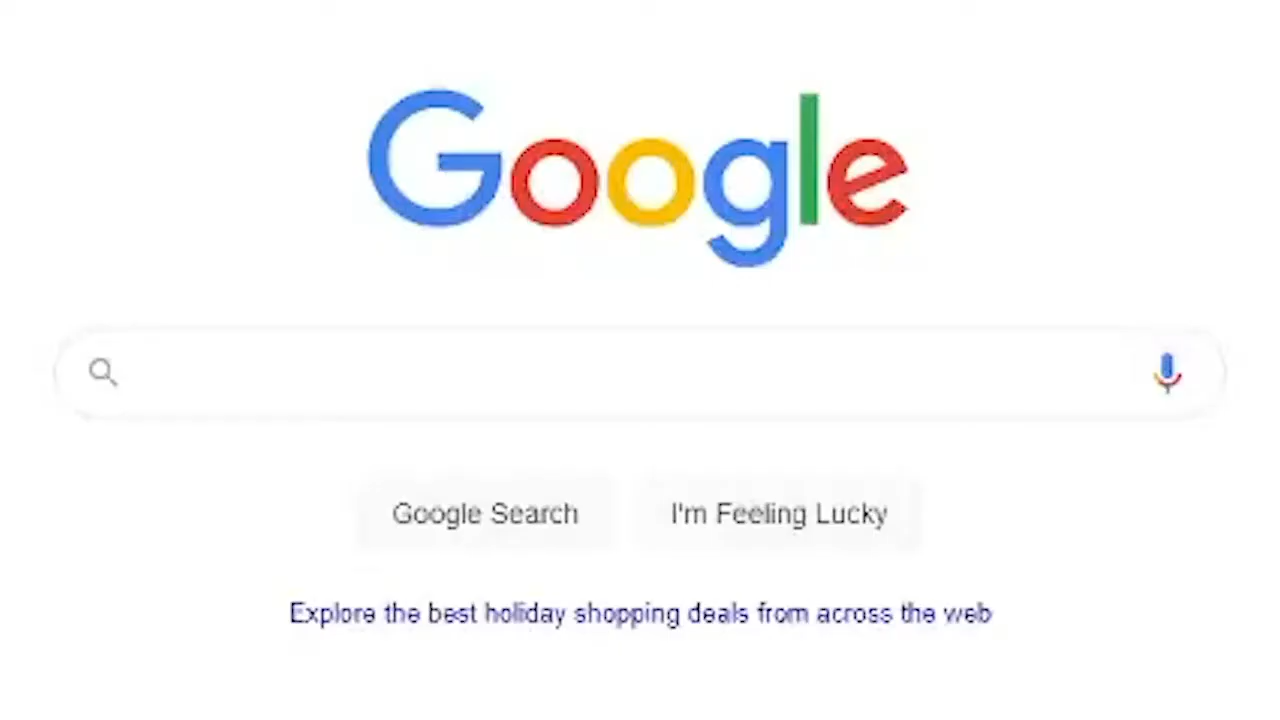 Google
Google Search
I'm Feeling Lucky
Explore the best holiday shopping deals from across the web